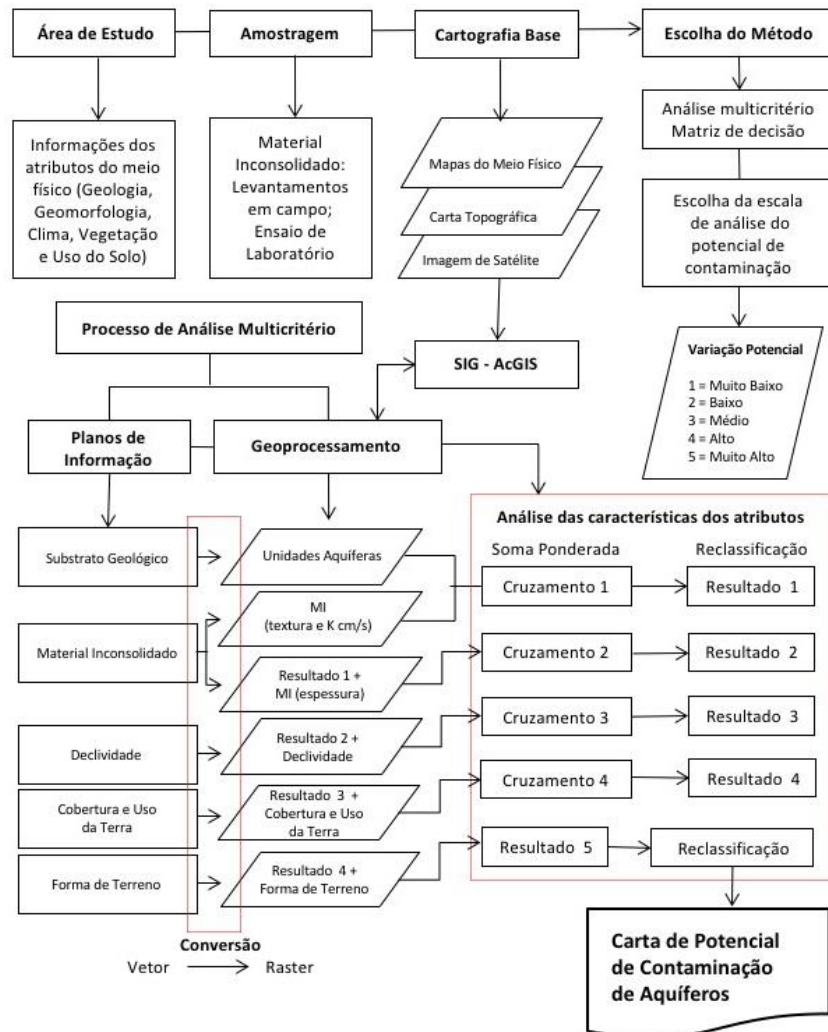 Área de Estudo
Amostragem
Cartografia Base
Escolha do Método
Informações dos
atributos do meio
físico (Geologia,
Geomorfologia,
Clima, Vegetação
e Uso do Solo)
Material
Inconsolidado:
Levantamentos
em campo;
Ensaio de
Laboratório
Mapas do Meio Físico
Carta Topográfica
Imagem de Satélite
Análise multicritério
Matriz de decisão
Escolha da escala
de análise do
potencial de
contaminação
Variação Potencial
1 = Muito Baixo
2 = Baixo
3 = Médio
4 = Alto
5 = Muito Alto
Processo de Análise Multicritério
SIG - AcGIS
Planos de
Informação
Geoprocessamento
Análise das características dos atributos
Soma Ponderada
Reclassificação
Substrato Geológico
Unidades Aquíferas
Cruzamento 1
Resultado 1
Material Inconsolidado
MI
(textura e K cm/s)
Resultado 1 +
MI (espessura)
Cruzamento 2
Resultado 2
Declividade
Resultado 2 +
Declividade
Cruzamento 3
Resultado 3
Cobertura e Uso
da Terra
Resultado 3 +
Cobertura e Uso
da Terra
Cruzamento 4
Resultado 4
Forma de Terreno
Resultado 4 +
Forma de Terreno
Resultado 5
Reclassificação
Conversão
Vetor
Raster
Carta de Potencial
de Contaminação
de Aquíferos